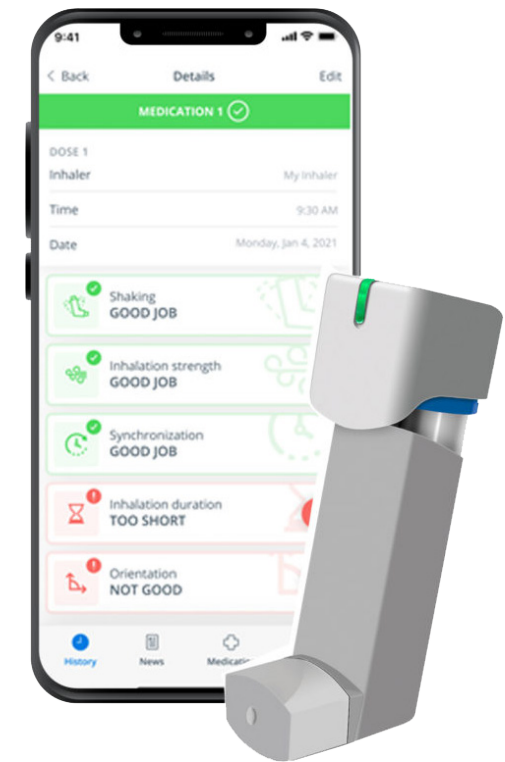 9:41
Back
Details
Edit
MEDICATION 1
DOSE 1
Inhaler
My Inhaler
Time
9:30 AM
Date
Monday, Jan 4, 2021
Shaking
GOOD JOB
Inhalation strength
GOOD JOB
Synchronization
GOOD JOB
Inhalation duration
TOO SHORT
Orientation
NOT GOOD
History
News